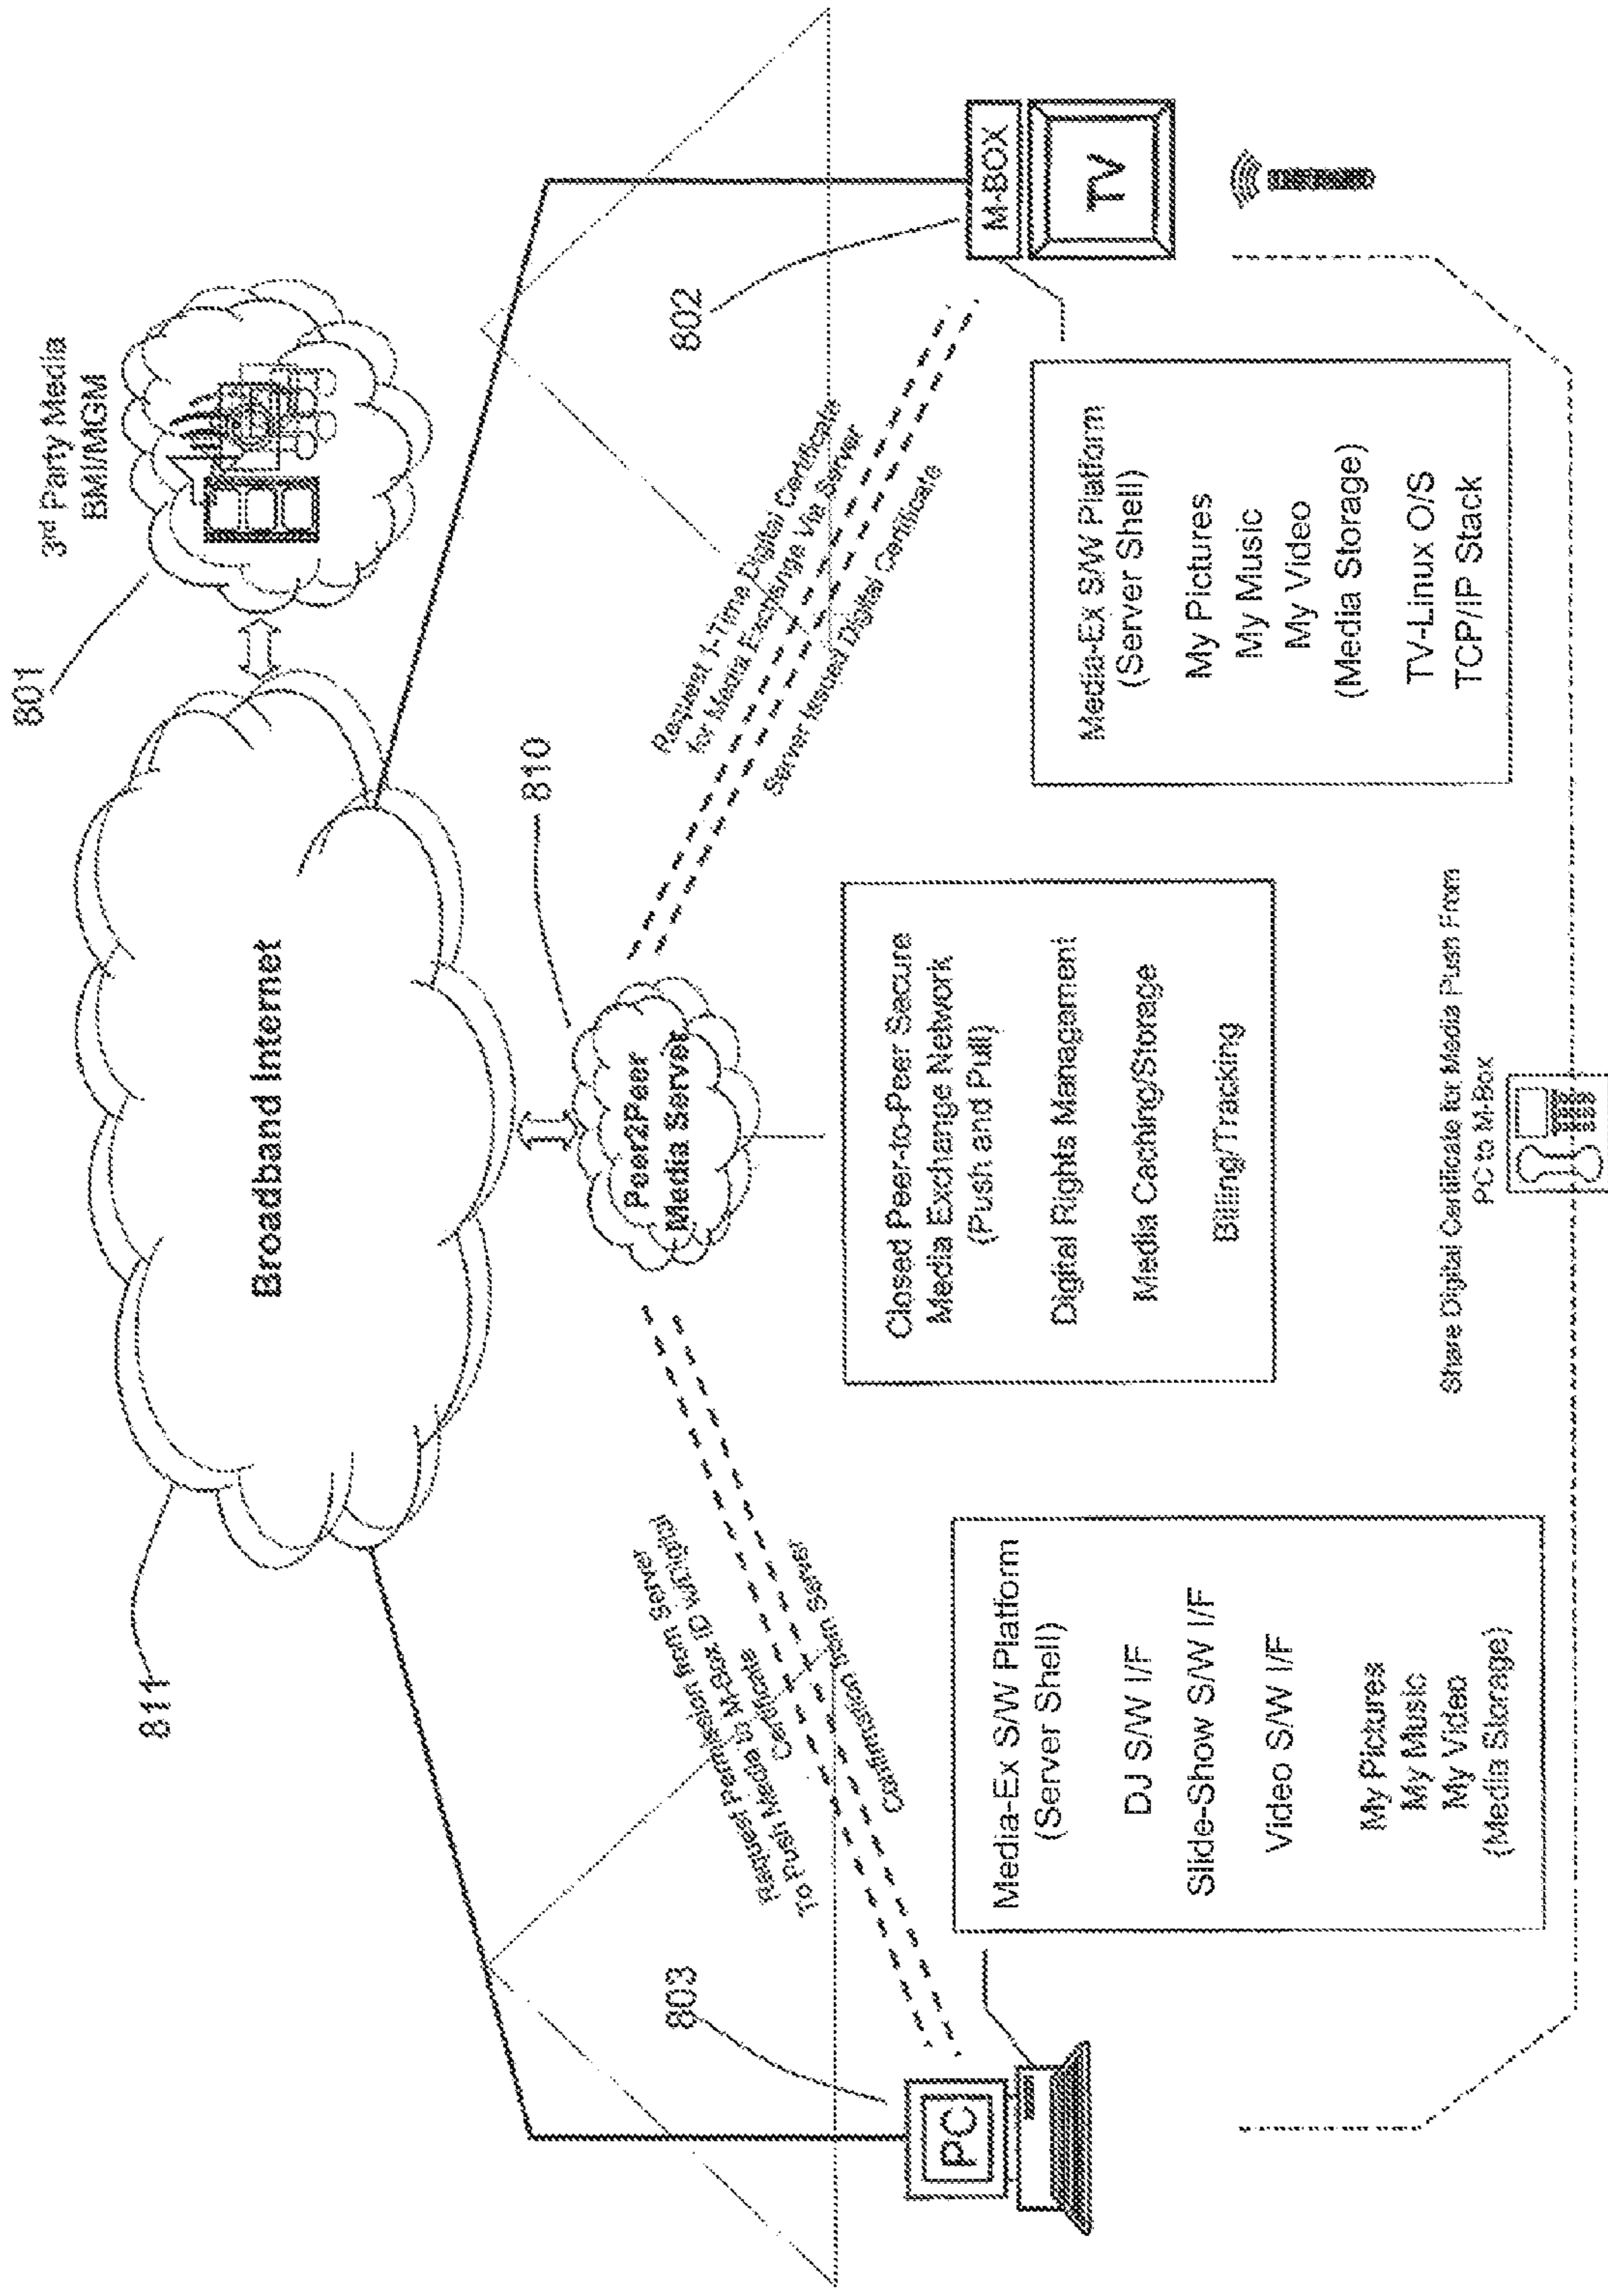 3rd Party Media
BMI/MGM
801
Broadband Internet
811
810
Peer2Peer
Media Server
802
M-BOX
TV
803
PC
Request Permission from Server
To Push Media to M-Box ID w/Digital
Certificate
Confirmation from Server
Request 1-Time Digital Certificate
for Media Exchange Via Server
Server Issued Digital Certificate
Media-Ex S/W Platform
(Server Shell)
DJ S/W I/F
Slide-Show S/W I/F
Video S/W I/F
My Pictures
My Music
My Video
(Media Storage)
Closed Peer-to-Peer Secure
Media Exchange Network
(Push and Pull)
Digital Rights Management
Media Caching/Storage
Billing/Tracking
Media-Ex S/W Platform
(Server Shell)
My Pictures
My Music
My Video
(Media Storage)
TV-Linux O/S
TCP/IP Stack
Share Digital Certificate for Media Push From
PC to M-Box